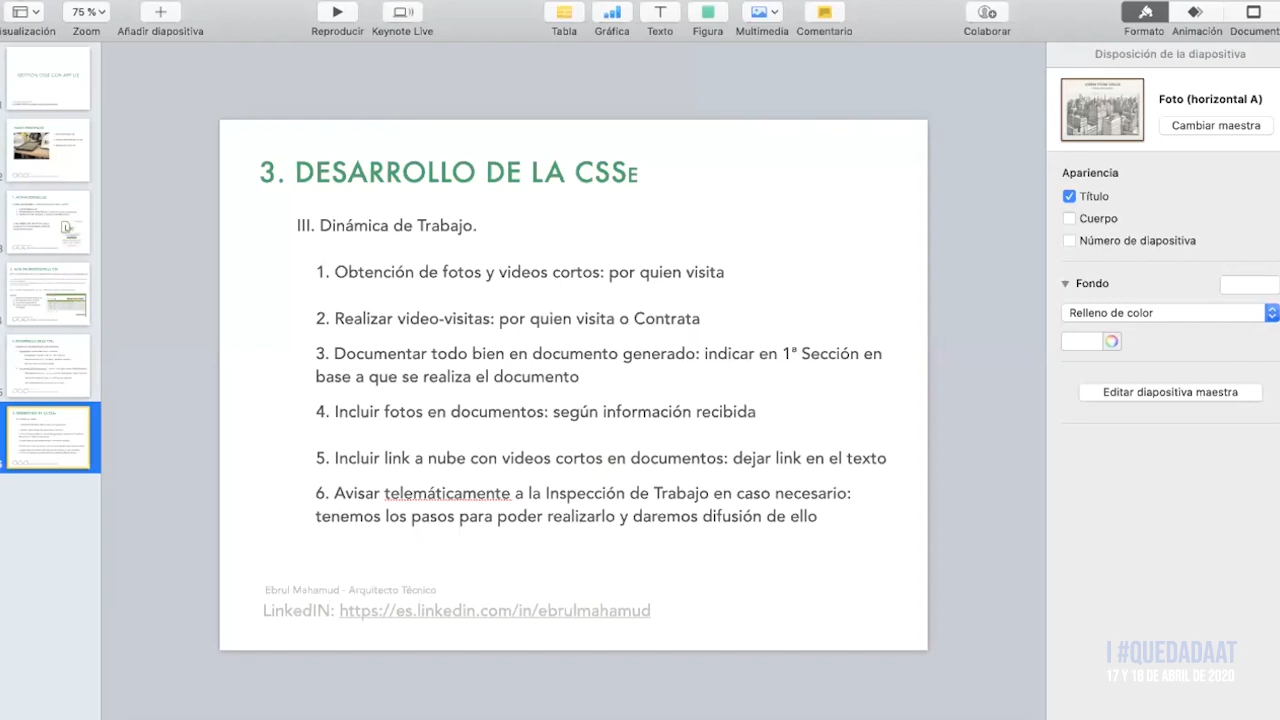 75 %
isualización
Zoom
Añadir diapositiva
Reproducir
Keynote Live
Tabla
Gráfica
Texto
Figura
Multimedia
Comentario
Colaborar
Formato
Animación
Document
Disposición de la diapositiva
Foto (horizontal A)
Cambiar maestra
Apariencia
Título
Cuerpo
Número de diapositiva
Fondo
Relleno de color
Editar diapositiva maestra
3. DESARROLLO DE LA CSSE
III. Dinámica de Trabajo.
1. Obtención de fotos y videos cortos: por quien visita
2. Realizar video-visitas: por quien visita o Contrata
3. Documentar todo bien en documento generado: indicar en 1ª Sección en
base a que se realiza el documento
4. Incluir fotos en documentos: según información recibida
5. Incluir link a nube con videos cortos en documentos: dejar link en el texto
6. Avisar telemáticamente a la Inspección de Trabajo en caso necesario:
tenemos los pasos para poder realizarlo y daremos difusión de ello
Ebrul Mahamud - Arquitecto Técnico
LinkedIN: https://es.linkedin.com/in/ebrulmahamud
I #QUEDADAAT
17 Y 18 DE ABRIL DE 2020